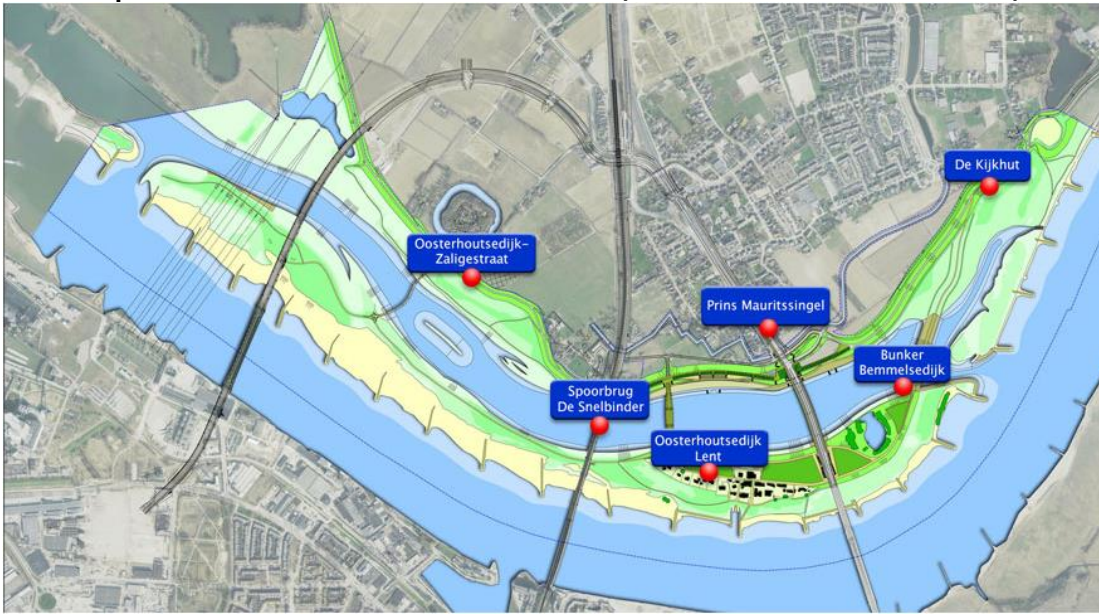 De Kijkhut
Oosterhoutsedijk-
Zaligestraat
Prins Mauritssingel
Bunker
Bemmelsedijk
Spoorbrug
De Snelbinder
Oosterhoutsedijk
Lent